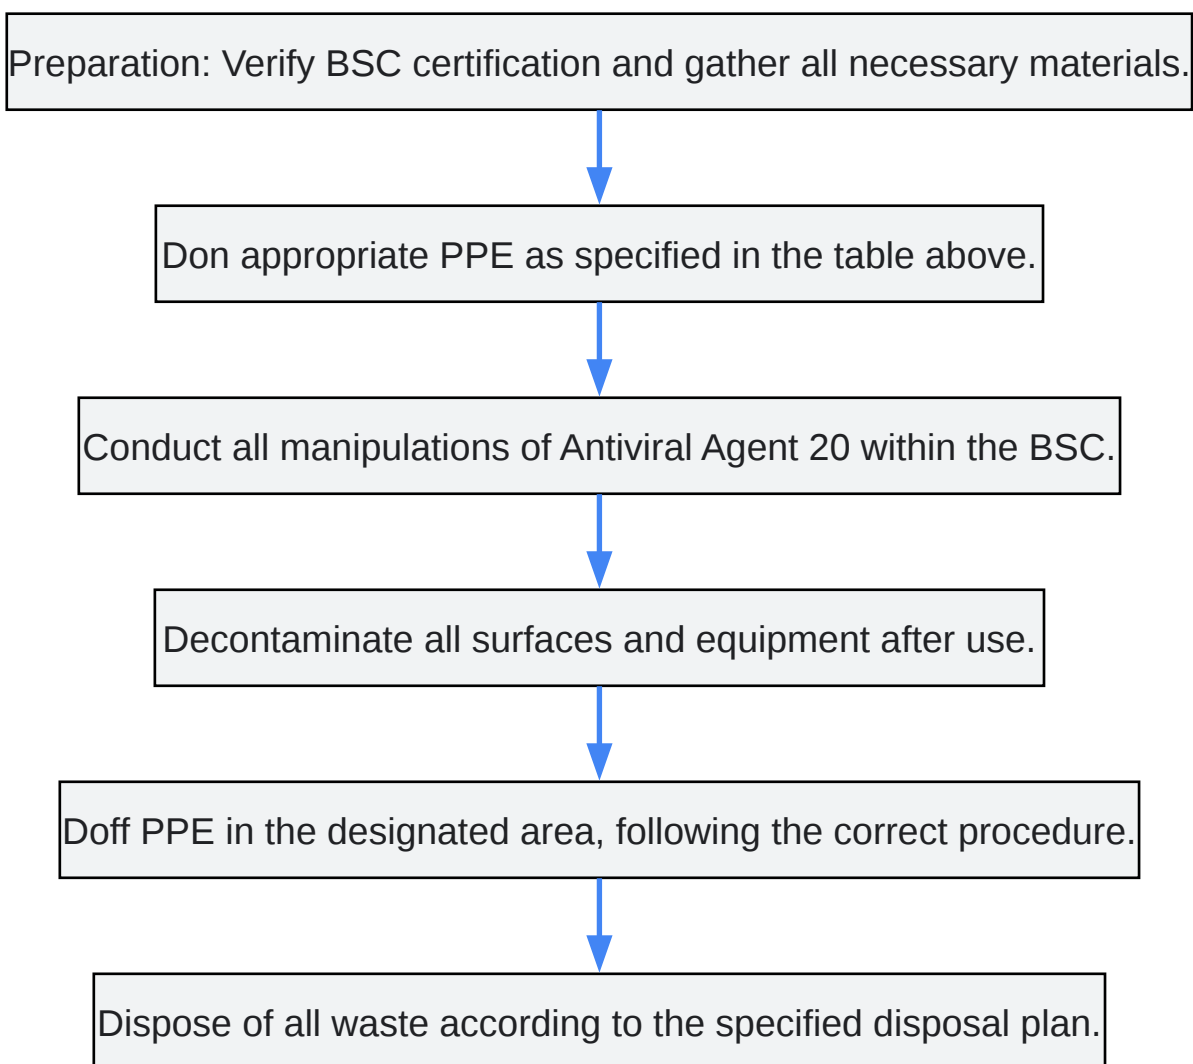 Preparation: Verify BSC certification and gather all necessary materials.
Don appropriate PPE as specified in the table above.
Conduct all manipulations of Antiviral Agent 20 within the BSC.
Decontaminate all surfaces and equipment after use.
Doff PPE in the designated area, following the correct procedure.
Dispose of all waste according to the specified disposal plan.